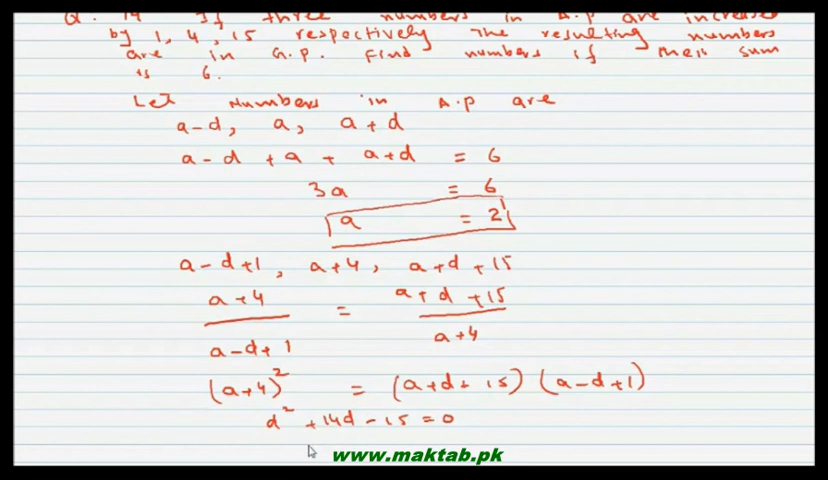 Q. 14 If three numbers in A.p are increased
by 1, 4, 15 respectively The resulting numbers
are in G.p. Find numbers if their sum
is 6.
Let Numbers in A.p are
a-d, a, a+d
a-d + a + a+d = 6
3a = 6
a = 2
a-d+1, a+4, a+d+15
a+4 / a-d+1 = a+d+15 / a+4
(a+4)² = (a+d+15) (a-d+1)
d² + 14d - 15 = 0
www.maktab.pk